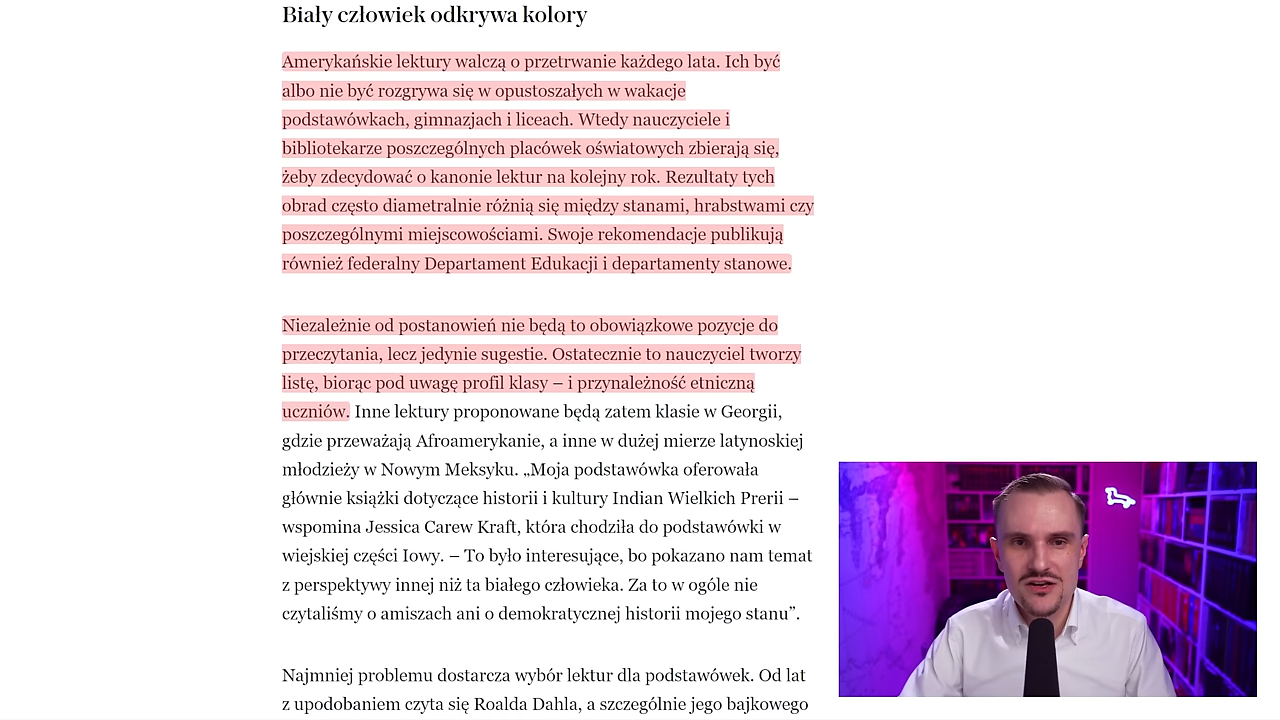 Biały człowiek odkrywa kolory
Amerykańskie lektury walczą o przetrwanie każdego lata. Ich być
albo nie być rozgrywa się w opustoszałych w wakacje
podstawówkach, gimnazjach i liceach. Wtedy nauczyciele i
bibliotekarze poszczególnych placówek oświatowych zbierają się,
żeby zdecydować o kanonie lektur na kolejny rok. Rezultaty tych
obrad często diametralnie różnią się między stanami, hrabstwami czy
poszczególnymi miejscowościami. Swoje rekomendacje publikują
również federalny Departament Edukacji i departamenty stanowe.
Niezależnie od postanowień nie będą to obowiązkowe pozycje do
przeczytania, lecz jedynie sugestie. Ostatecznie to nauczyciel tworzy
listę, biorąc pod uwagę profil klasy – i przynależność etniczną
uczniów. Inne lektury proponowane będą zatem klasie w Georgii,
gdzie przeważają Afroamerykanie, a inne w dużej mierze latynoskiej
młodzieży w Nowym Meksyku. „Moja podstawówka oferowała
głównie książki dotyczące historii i kultury Indian Wielkich Prerii –
wspomina Jessica Carew Kraft, która chodziła do podstawówki w
wiejskiej części Iowy. – To było interesujące, bo pokazano nam temat
z perspektywy innej niż ta białego człowieka. Za to w ogóle nie
czytaliśmy o amiszach ani o demokratycznej historii mojego stanu”.
Najmniej problemu dostarcza wybór lektur dla podstawówek. Od lat
z upodobaniem czyta się Roalda Dahla, a szczególnie jego bajkowego